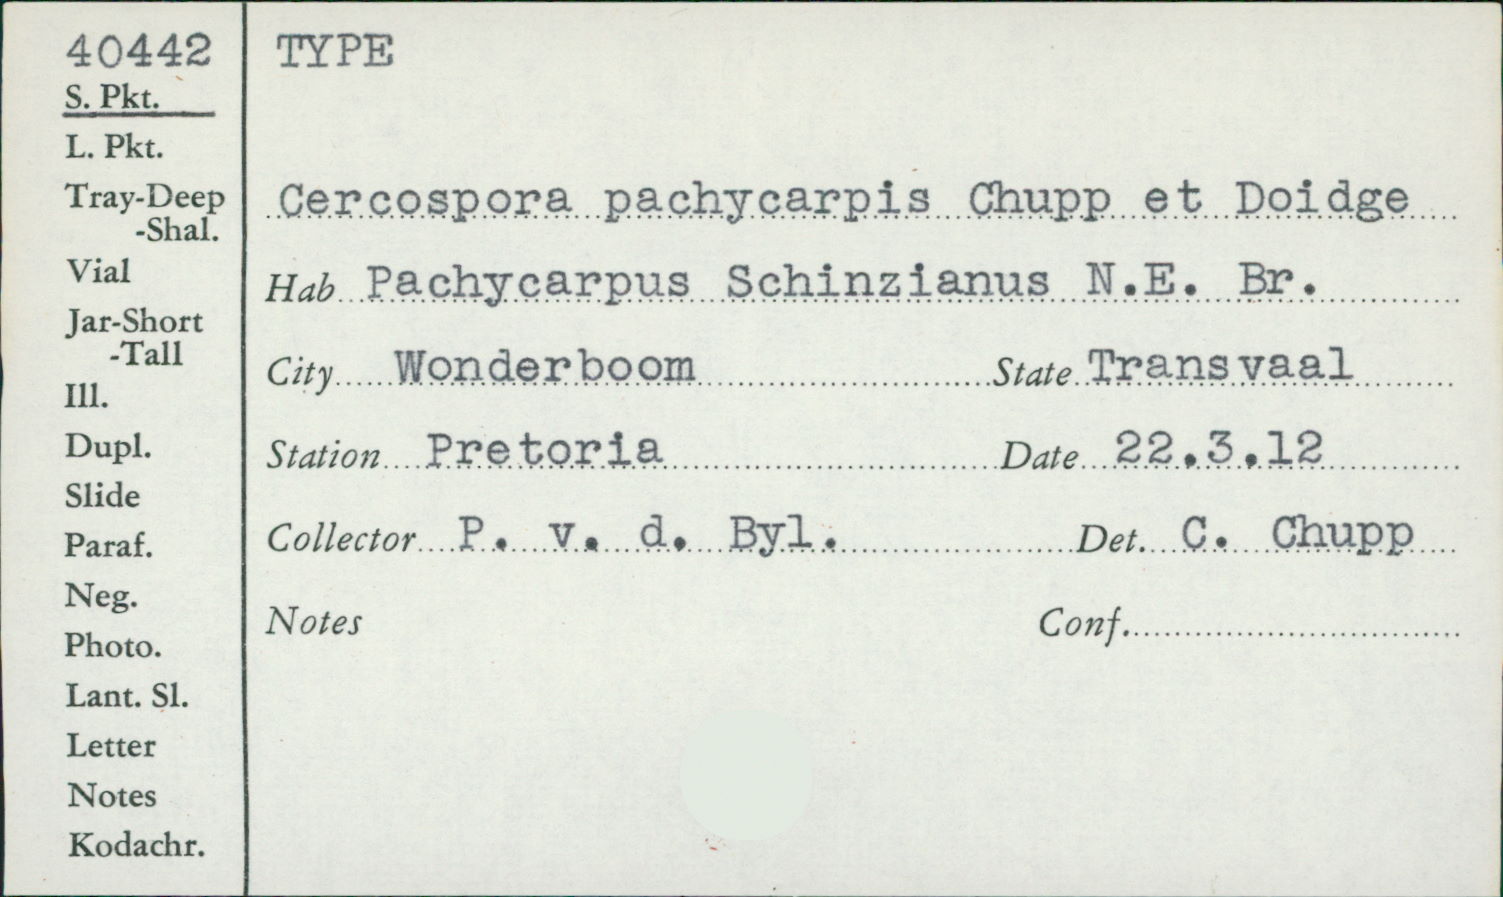 40442
S. Pkt.
L. Pkt.
Tray-Deep
-Shal.
Vial
Jar-Short
-Tall
Ill.
Dupl.
Slide
Paraf.
Neg.
Photo.
Lant. Sl.
Letter
Notes
Kodachr.
TYPE
Cercospora pachycarpis Chupp et Doidge
Hab Pachycarpus Schinzianus N.E. Br.
City Wonderboom State Transvaal
Station Pretoria Date 22.3.12
Collector P. v. d. Byl. Det. C. Chupp
Notes Conf.